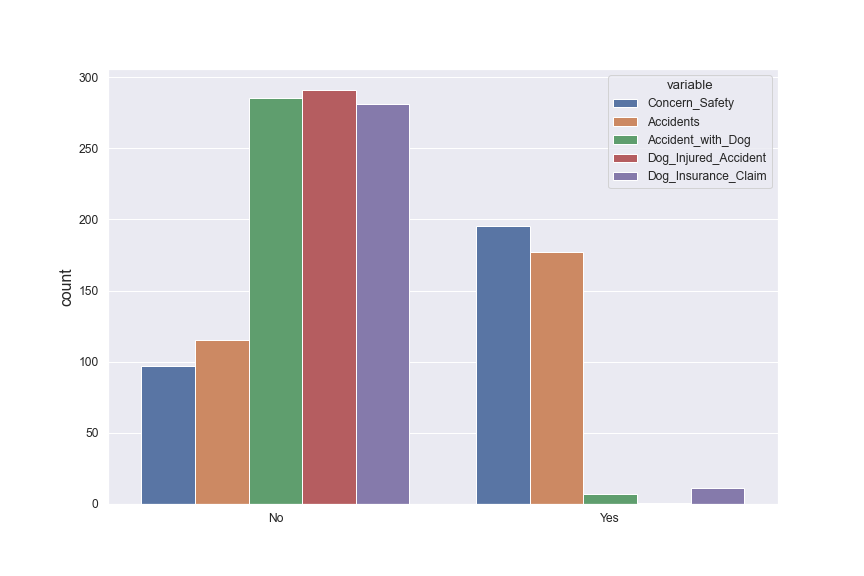 300
250
200
150
100
50
0
count
No
Yes
variable
Concern_Safety
Accidents
Accident_with_Dog
Dog_Injured_Accident
Dog_Insurance_Claim